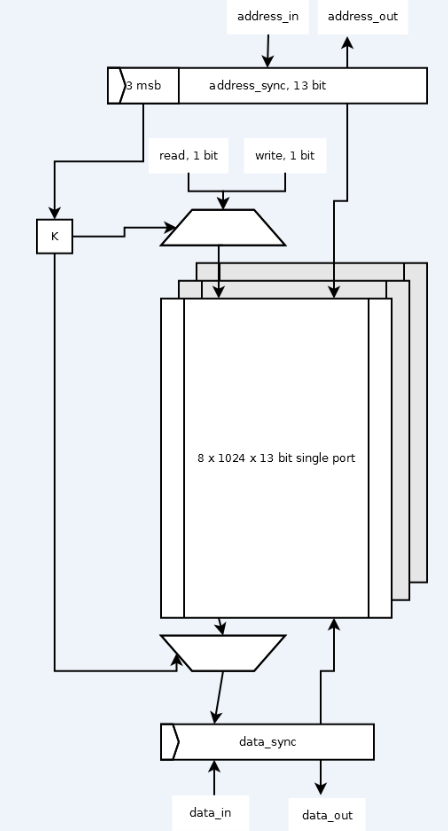 address_in
address_out
3 msb
address_sync, 13 bit
read, 1 bit
write, 1 bit
K
8 x 1024 x 13 bit single port
data_sync
data_in
data_out